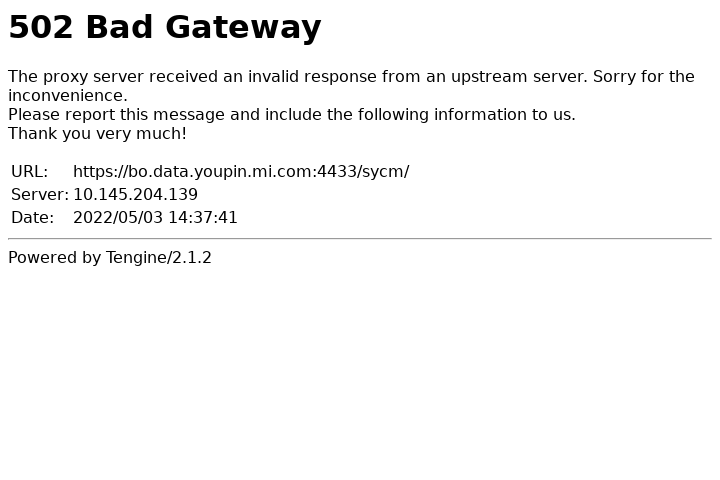 502 Bad Gateway
The proxy server received an invalid response from an upstream server. Sorry for the
inconvenience.
Please report this message and include the following information to us.
Thank you very much!
URL: https://bo.data.youpin.mi.com:4433/sycm/
Server: 10.145.204.139
Date: 2022/05/03 14:37:41
Powered by Tengine/2.1.2